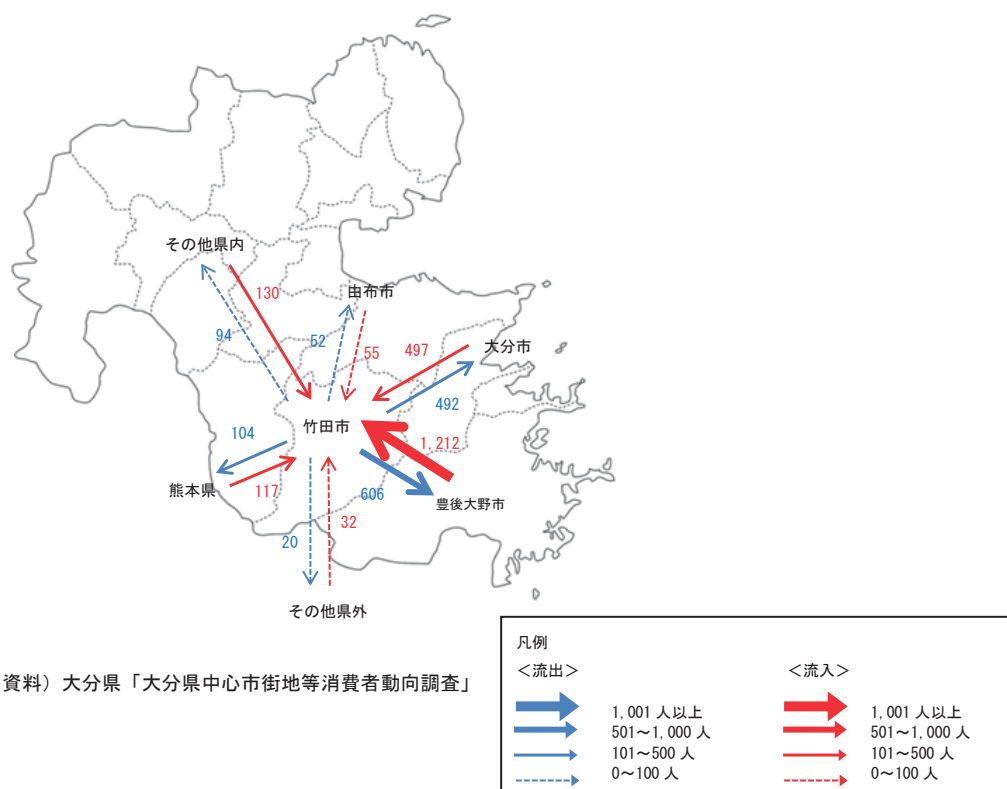 その他県内
130
由布市
94
52
55
497
大分市
492
竹田市
104
1,212
熊本県
117
606
豊後大野市
20
32
その他県外
資料）大分県「大分県中心市街地等消費者動向調査」
凡例
＜流出＞
1,001 人以上
501～1,000 人
101～500 人
0～100 人
＜流入＞
1,001 人以上
501～1,000 人
101～500 人
0～100 人